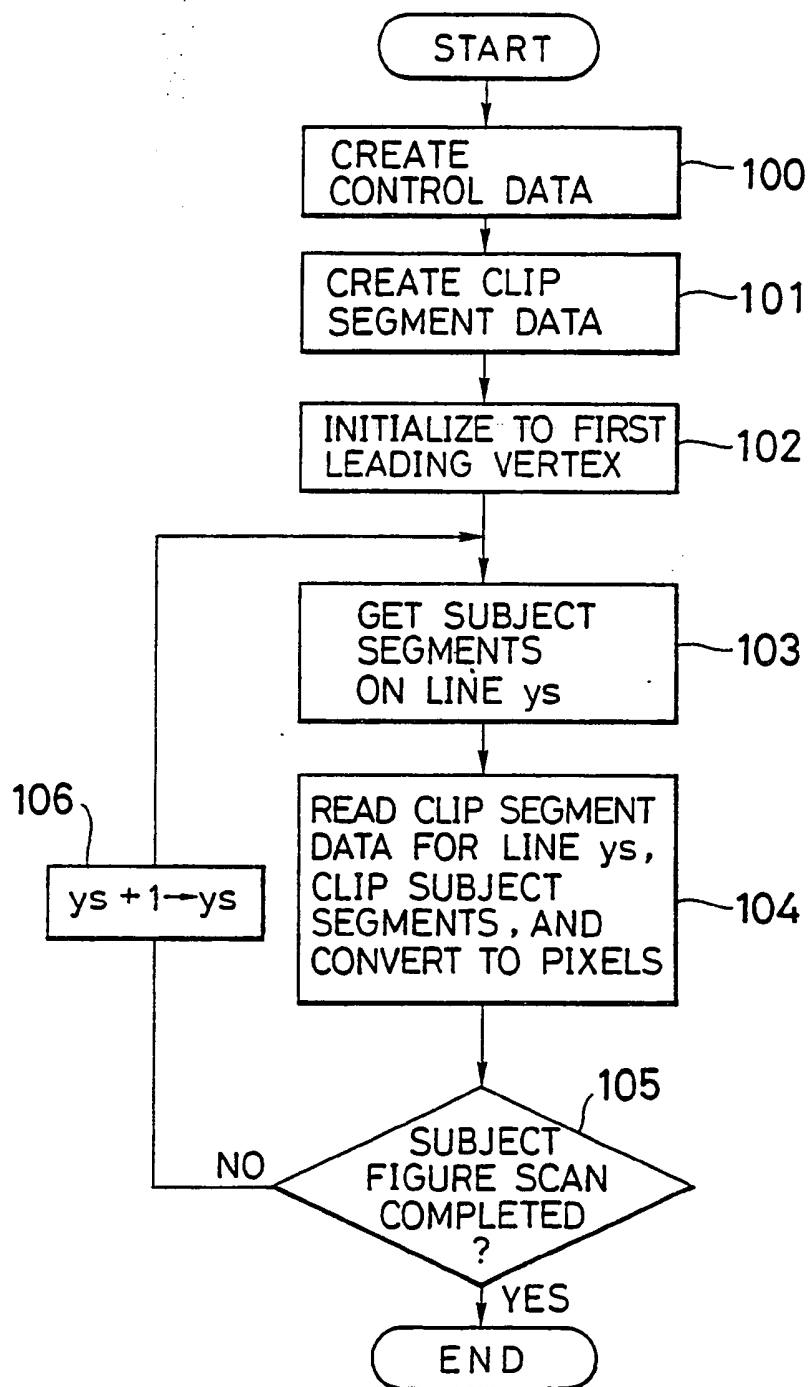 START
CREATE
CONTROL DATA
100
CREATE CLIP
SEGMENT DATA
101
INITIALIZE TO FIRST
LEADING VERTEX
102
GET SUBJECT
SEGMENTS
ON LINE ys
103
READ CLIP SEGMENT
DATA FOR LINE ys,
CLIP SUBJECT
SEGMENTS, AND
CONVERT TO PIXELS
104
106
ys + 1→ys
105
SUBJECT
FIGURE SCAN
COMPLETED
?
NO
YES
END